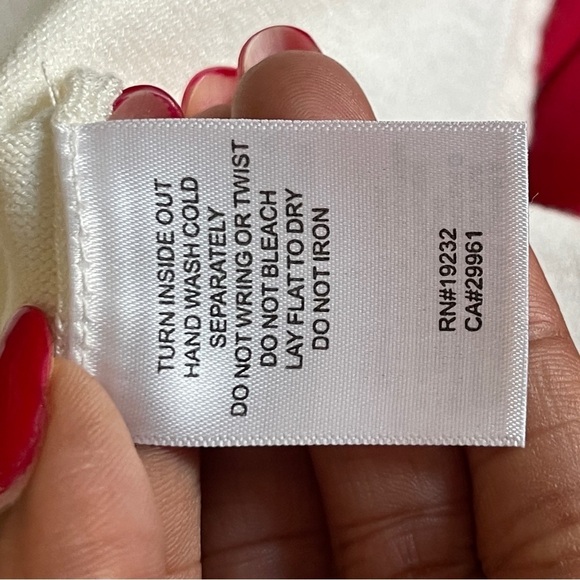 TURN INSIDE OUT
HAND WASH COLD
SEPARATELY
DO NOT WRING OR TWIST
DO NOT BLEACH
LAY FLAT TO DRY
DO NOT IRON
RN#19232
CA#29961